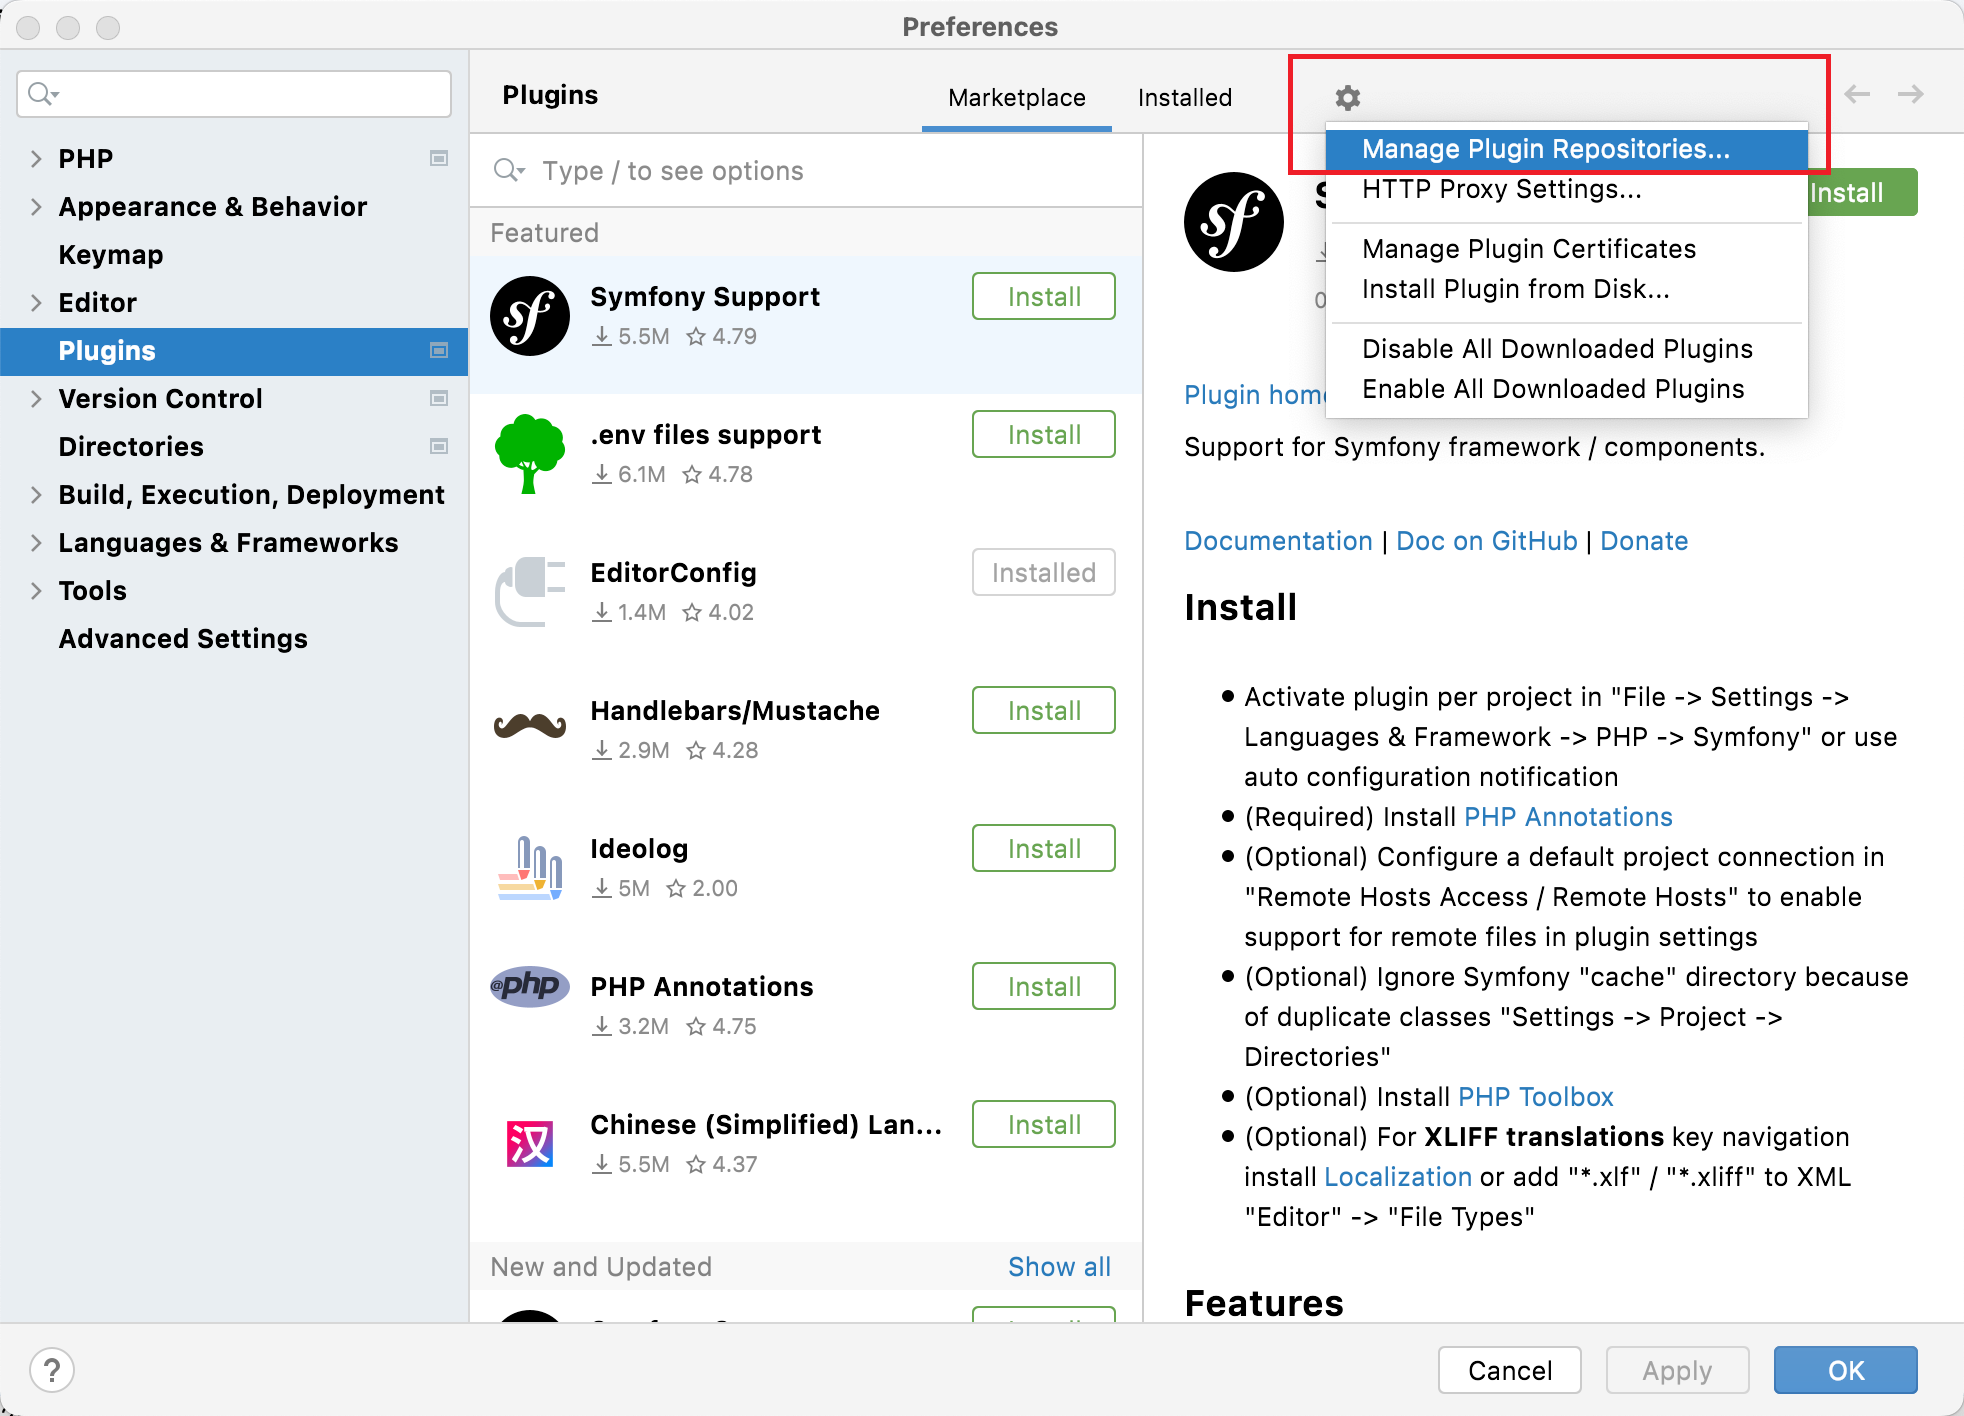 Preferences
Plugins
Marketplace
Installed
Manage Plugin Repositories...
HTTP Proxy Settings...
Manage Plugin Certificates
Install Plugin from Disk...
Disable All Downloaded Plugins
Enable All Downloaded Plugins
PHP
Appearance & Behavior
Keymap
Editor
Plugins
Version Control
Directories
Build, Execution, Deployment
Languages & Frameworks
Tools
Advanced Settings
Type / to see options
Featured
sf
Symfony Support
Install
5.5M 4.79
.env files support
Install
6.1M 4.78
EditorConfig
Installed
1.4M 4.02
Handlebars/Mustache
Install
2.9M 4.28
Ideolog
Install
5M 2.00
@php
PHP Annotations
Install
3.2M 4.75
汉
Chinese (Simplified) Lan...
Install
5.5M 4.37
New and Updated
Show all
sf
Install
Plugin
Support for Symfony framework / components.
Documentation | Doc on GitHub | Donate
Install
Activate plugin per project in "File -> Settings ->
Languages & Framework -> PHP -> Symfony" or use
auto configuration notification
(Required) Install PHP Annotations
(Optional) Configure a default project connection in
"Remote Hosts Access / Remote Hosts" to enable
support for remote files in plugin settings
(Optional) Ignore Symfony "cache" directory because
of duplicate classes "Settings -> Project ->
Directories"
(Optional) Install PHP Toolbox
(Optional) For XLIFF translations key navigation
install Localization or add "*.xlf" / "*.xliff" to XML
"Editor" -> "File Types"
Features
?
Cancel
Apply
OK